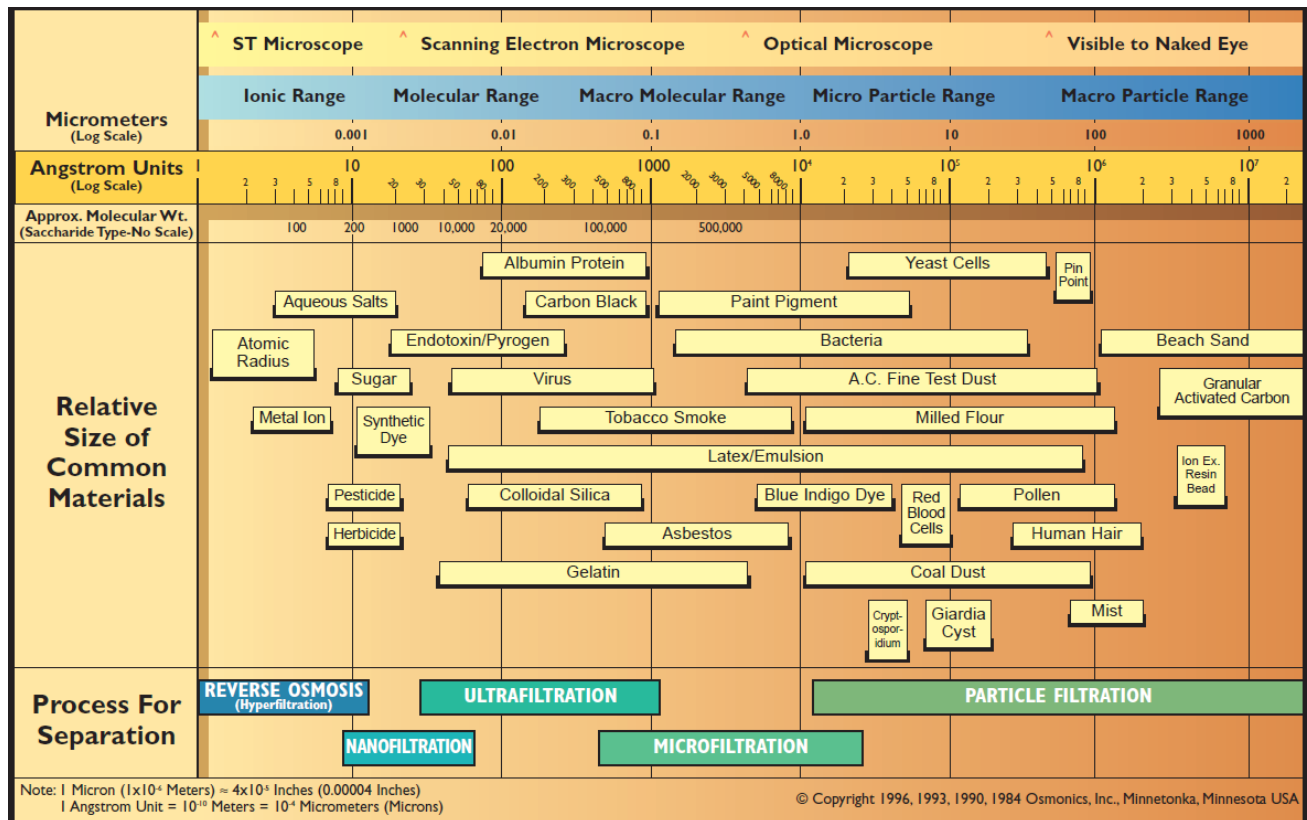 ^ ST Microscope ^ Scanning Electron Microscope ^ Optical Microscope ^ Visible to Naked Eye
Ionic Range Molecular Range Macro Molecular Range Micro Particle Range Macro Particle Range
Micrometers
(Log Scale)
0.001 0.01 0.1 1.0 10 100 1000
Angstrom Units
(Log Scale)
1 10 100 1000 10⁴ 10⁵ 10⁶ 10⁷
2 3 5 8 20 30 50 80 200 300 500 800 2000 3000 5000 8000 2 3 5 8 2 3 5 8 2 3 5 8 2
Approx. Molecular Wt.
(Saccharide Type-No Scale)
100 200 1000 10,000 20,000 100,000 500,000
Relative
Size of
Common
Materials
Albumin Protein
Yeast Cells
Pin
Point
Aqueous Salts
Carbon Black
Paint Pigment
Atomic
Radius
Endotoxin/Pyrogen
Bacteria
Beach Sand
Sugar
Virus
A.C. Fine Test Dust
Granular
Activated Carbon
Metal Ion
Synthetic
Dye
Tobacco Smoke
Milled Flour
Latex/Emulsion
Ion Ex.
Resin
Bead
Pesticide
Colloidal Silica
Blue Indigo Dye
Red
Blood
Cells
Pollen
Herbicide
Asbestos
Human Hair
Gelatin
Coal Dust
Crypt-
ospor-
idium
Giardia
Cyst
Mist
Process For
Separation
REVERSE OSMOSIS
(Hyperfiltration)
ULTRAFILTRATION
PARTICLE FILTRATION
NANOFILTRATION
MICROFILTRATION
Note: 1 Micron (1x10⁻⁶ Meters) ≈ 4x10⁻⁵ Inches (0.00004 Inches)
1 Angstrom Unit = 10⁻¹⁰ Meters = 10⁻⁴ Micrometers (Microns)
© Copyright 1996, 1993, 1990, 1984 Osmonics, Inc., Minnetonka, Minnesota USA